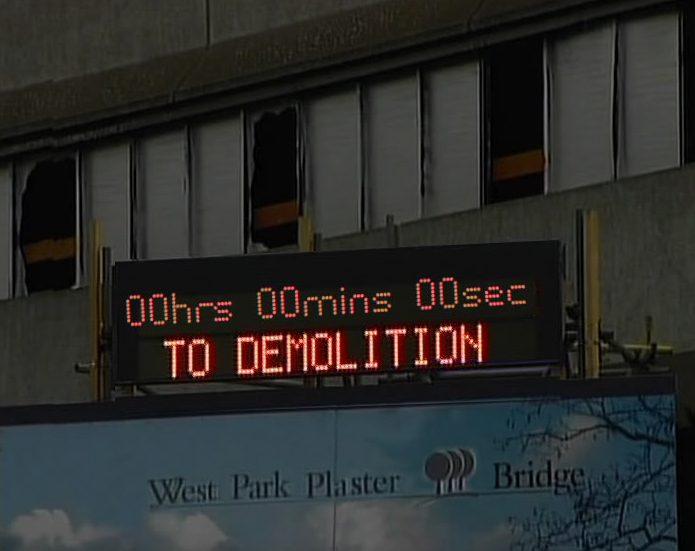 00hrs 00mins 00sec
TO DEMOLITION
West Park Plaster Bridge